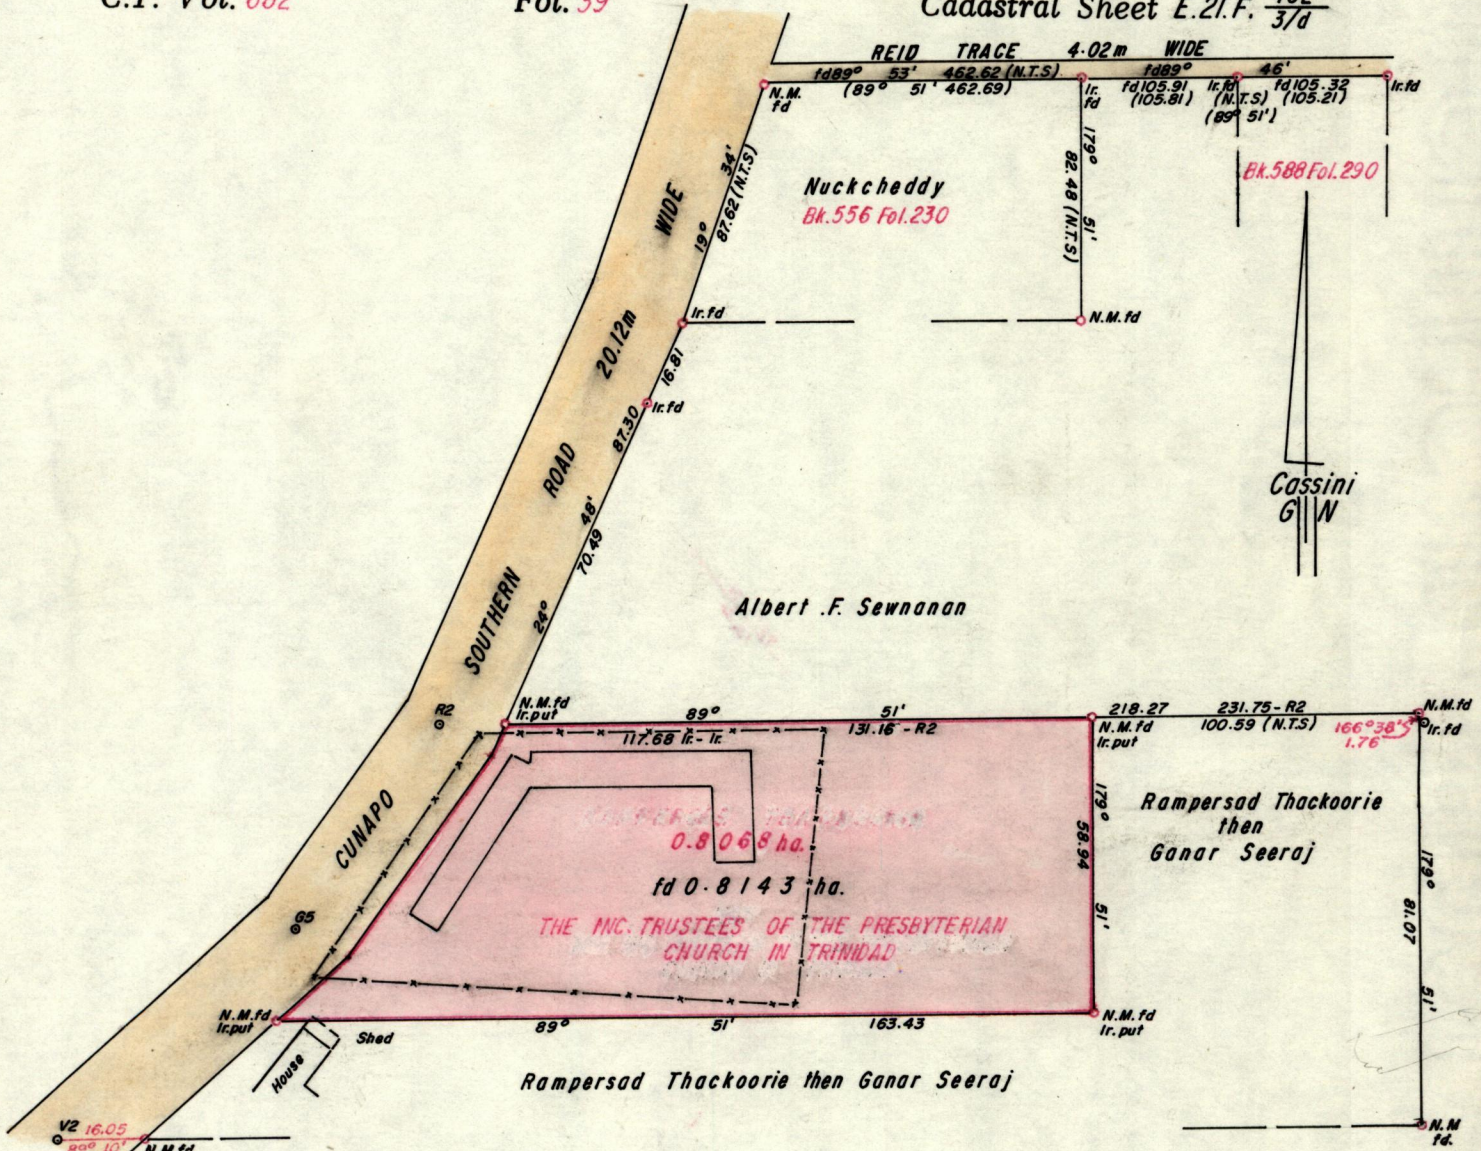 C.T. Vol. 682
Fol. 39
Cadastral Sheet E.21.F.
3/d
REID TRACE 4.02m WIDE
fd89° 53' 462.62 (N.T.S)
(89° 51' 462.69)
fd89° 46'
fd105.91
(105.81)
fd105.32
(105.21)
(N.T.S)
(89° 51')
N.M.
fd
Ir.
fd
Ir.fd
Ir.fd
34'
19°
87.62 (N.T.S)
WIDE
Nuckcheddy
Bk.556 Fol.230
179° 51'
82.48 (N.T.S)
Bk.588 Fol.290
Ir.fd
N.M.fd
20.12m
16.81
Ir.fd
87.30
ROAD
48'
70.49
24°
Cassini
G N
SOUTHERN
Albert .F. Sewnanan
R2
N.M.fd
Ir.put
89° 51'
117.68 Ir.-Ir.
131.16 - R2
N.M.fd
Ir.put
218.27
231.75-R2
100.59 (N.T.S)
166°38'
1.76
N.M.fd
Ir.fd
CUNAPO
0.8068 ha.
fd 0.8143 ha.
THE INC. TRUSTEES OF THE PRESBYTERIAN
CHURCH IN TRINIDAD
179° 51'
58.94
Rampersad Thackoorie
then
Ganar Seeraj
179° 51'
81.07
G5
N.M.fd
Ir.put
Shed
House
89° 51' 163.43
N.M.fd
Ir.put
Rampersad Thackoorie then Ganar Seeraj
V2 16.05
89° 10'
N.M.fd
N.M
fd.